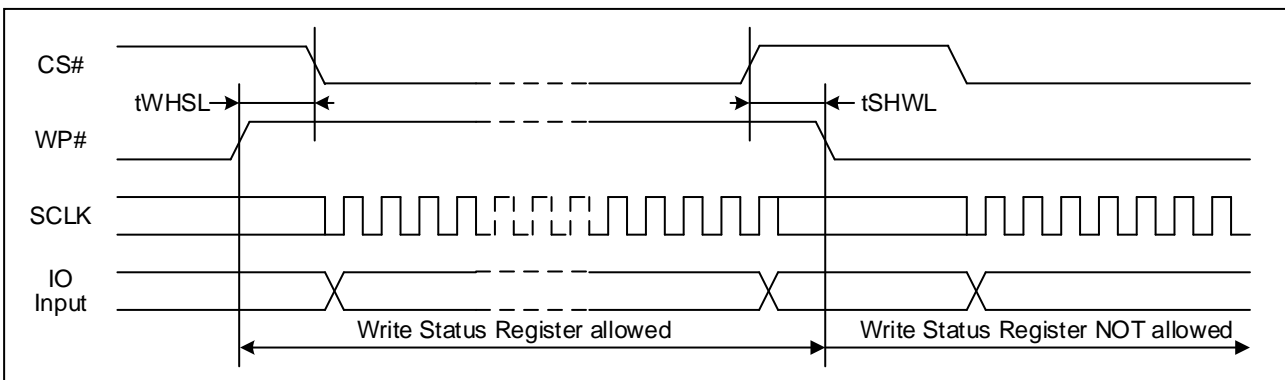 CS#
tWHSL
tSHWL
WP#
SCLK
IO
Input
Write Status Register allowed
Write Status Register NOT allowed